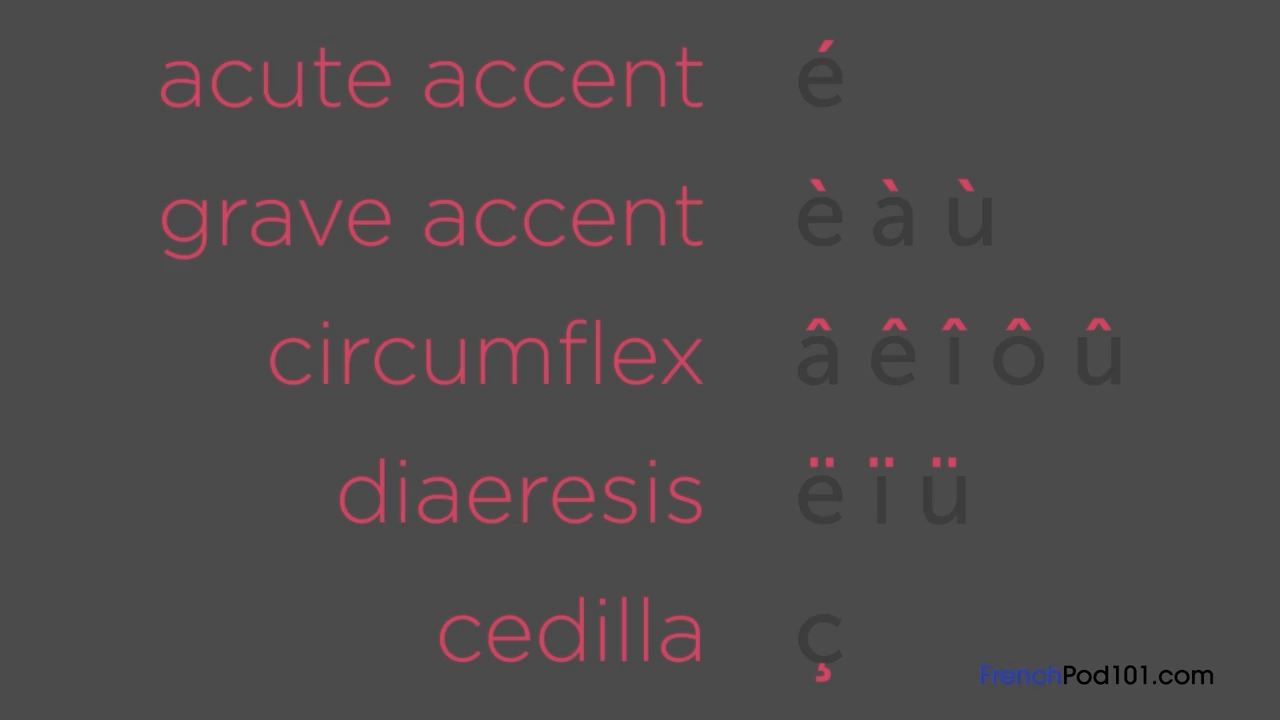 acute accent é
grave accent è à ù
circumflex â ê î ô û
diaeresis ë ï ü
cedilla ç
FrenchPod101.com